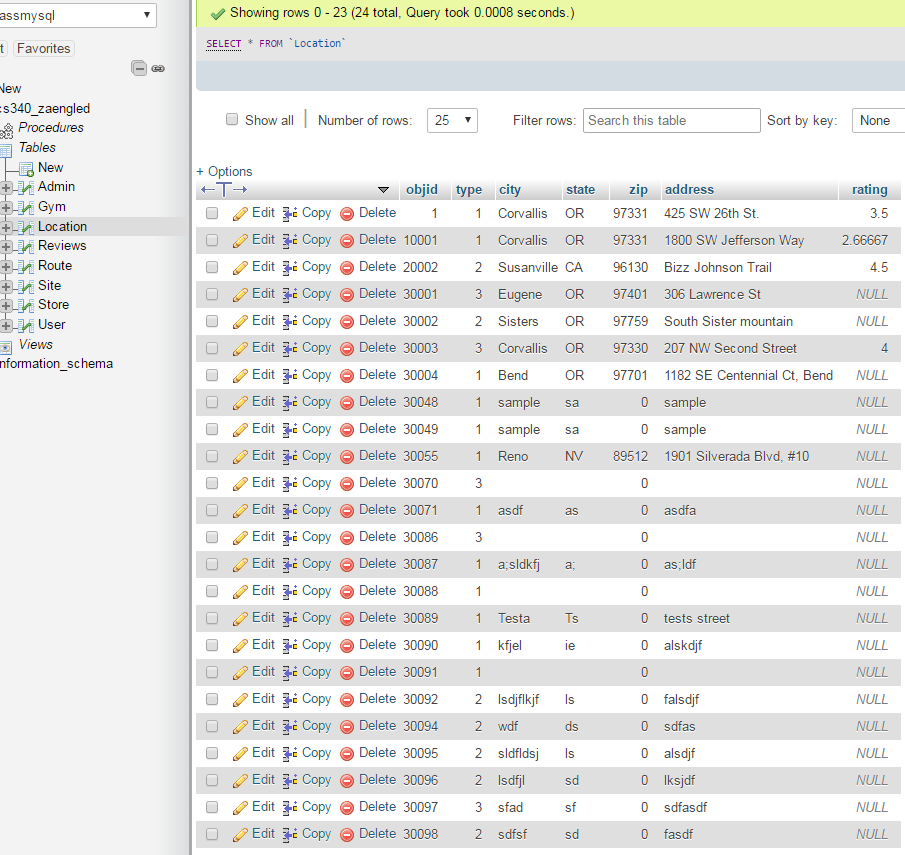 assmysql
t Favorites
New
cs340_zaengled
Procedures
Tables
New
Admin
Gym
Location
Reviews
Route
Site
Store
User
Views
nformation_schema
Showing rows 0 - 23 (24 total, Query took 0.0008 seconds.)
SELECT * FROM `Location`
Show all Number of rows: 25 Filter rows: Search this table Sort by key: None
+ Options
objid type city state zip address rating
Edit Copy Delete 1 1 Corvallis OR 97331 425 SW 26th St. 3.5
Edit Copy Delete 10001 1 Corvallis OR 97331 1800 SW Jefferson Way 2.66667
Edit Copy Delete 20002 2 Susanville CA 96130 Bizz Johnson Trail 4.5
Edit Copy Delete 30001 3 Eugene OR 97401 306 Lawrence St NULL
Edit Copy Delete 30002 2 Sisters OR 97759 South Sister mountain NULL
Edit Copy Delete 30003 3 Corvallis OR 97330 207 NW Second Street 4
Edit Copy Delete 30004 1 Bend OR 97701 1182 SE Centennial Ct, Bend NULL
Edit Copy Delete 30048 1 sample sa 0 sample NULL
Edit Copy Delete 30049 1 sample sa 0 sample NULL
Edit Copy Delete 30055 1 Reno NV 89512 1901 Silverada Blvd, #10 NULL
Edit Copy Delete 30070 3 0 NULL
Edit Copy Delete 30071 1 asdf as 0 asdfa NULL
Edit Copy Delete 30086 3 0 NULL
Edit Copy Delete 30087 1 a;sldkfj a; 0 as;ldf NULL
Edit Copy Delete 30088 1 0 NULL
Edit Copy Delete 30089 1 Testa Ts 0 tests street NULL
Edit Copy Delete 30090 1 kfjel ie 0 alskdjf NULL
Edit Copy Delete 30091 1 0 NULL
Edit Copy Delete 30092 2 lsdjflkjf ls 0 falsdjf NULL
Edit Copy Delete 30094 2 wdf ds 0 sdfas NULL
Edit Copy Delete 30095 2 sldfldsj ls 0 alsdjf NULL
Edit Copy Delete 30096 2 lsdfjl sd 0 lksjdf NULL
Edit Copy Delete 30097 3 sfad sf 0 sdfasdf NULL
Edit Copy Delete 30098 2 sdfsf sd 0 fasdf NULL